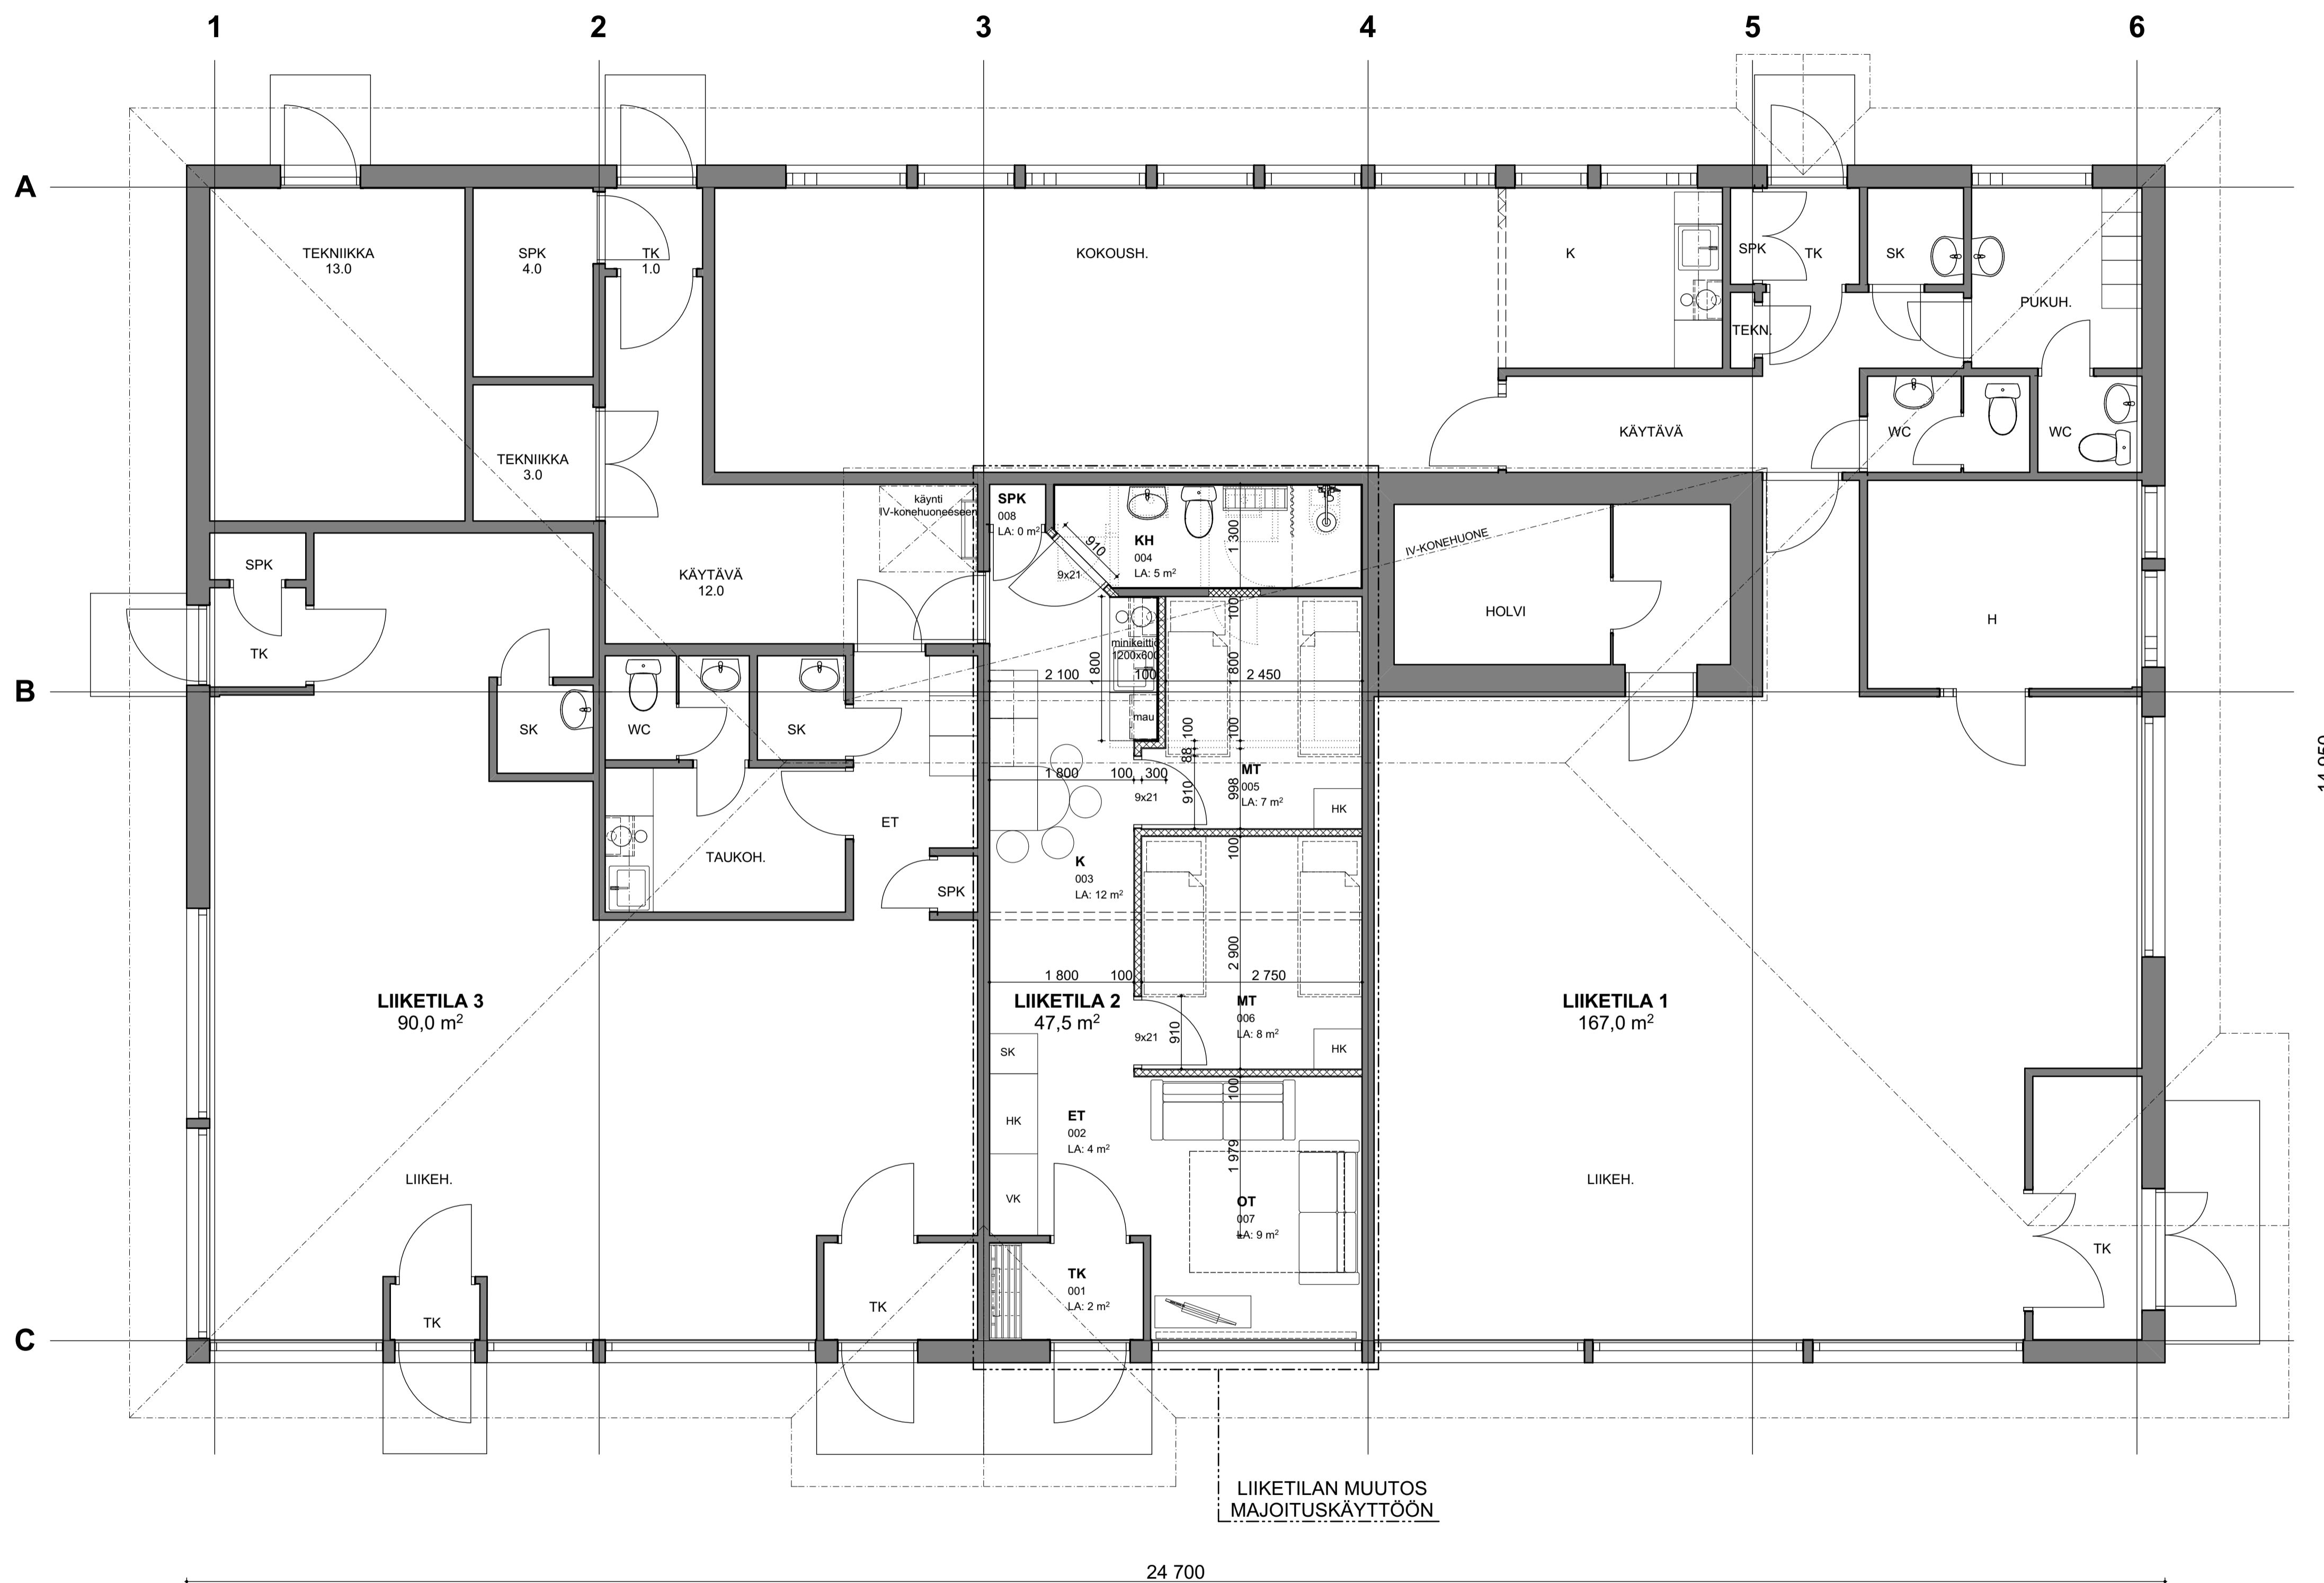 1 2 3 4 5 6
A
TEKNIIKKA
13.0
SPK
4.0
TK
1.0
KOKOUSH.
K
SPK
TK
SK
PUKUH.
TEKN.
KÄYTÄVÄ
WC
WC
TEKNIIKKA
3.0
käynti
IV-konehuoneeseen
SPK
008
LA: 0 m²
910
9x21
KH
004
LA: 5 m²
1 300
IV-KONEHUONE
HOLVI
H
SPK
TK
KÄYTÄVÄ
12.0
100
minikeittiö
1200x600
1 800
1 800
2 100
100
2 450
B
SK
WC
SK
mau
100
100
88
1 800
100
300
MT
005
LA: 7 m²
910
998
9x21
HK
ET
TAUKOH.
SPK
100
K
003
LA: 12 m²
2 900
1 800
100
2 750
14 950
LIIKETILA 3
90,0 m²
LIIKETILA 2
47,5 m²
MT
006
LA: 8 m²
910
9x21
HK
LIIKETILA 1
167,0 m²
SK
HK
VK
100
ET
002
LA: 4 m²
1 979
LIIKEH.
LIIKEH.
OT
007
LA: 9 m²
TK
TK
001
LA: 2 m²
TK
TK
C
LIIKETILAN MUUTOS
MAJOITUSKÄYTTÖÖN
24 700